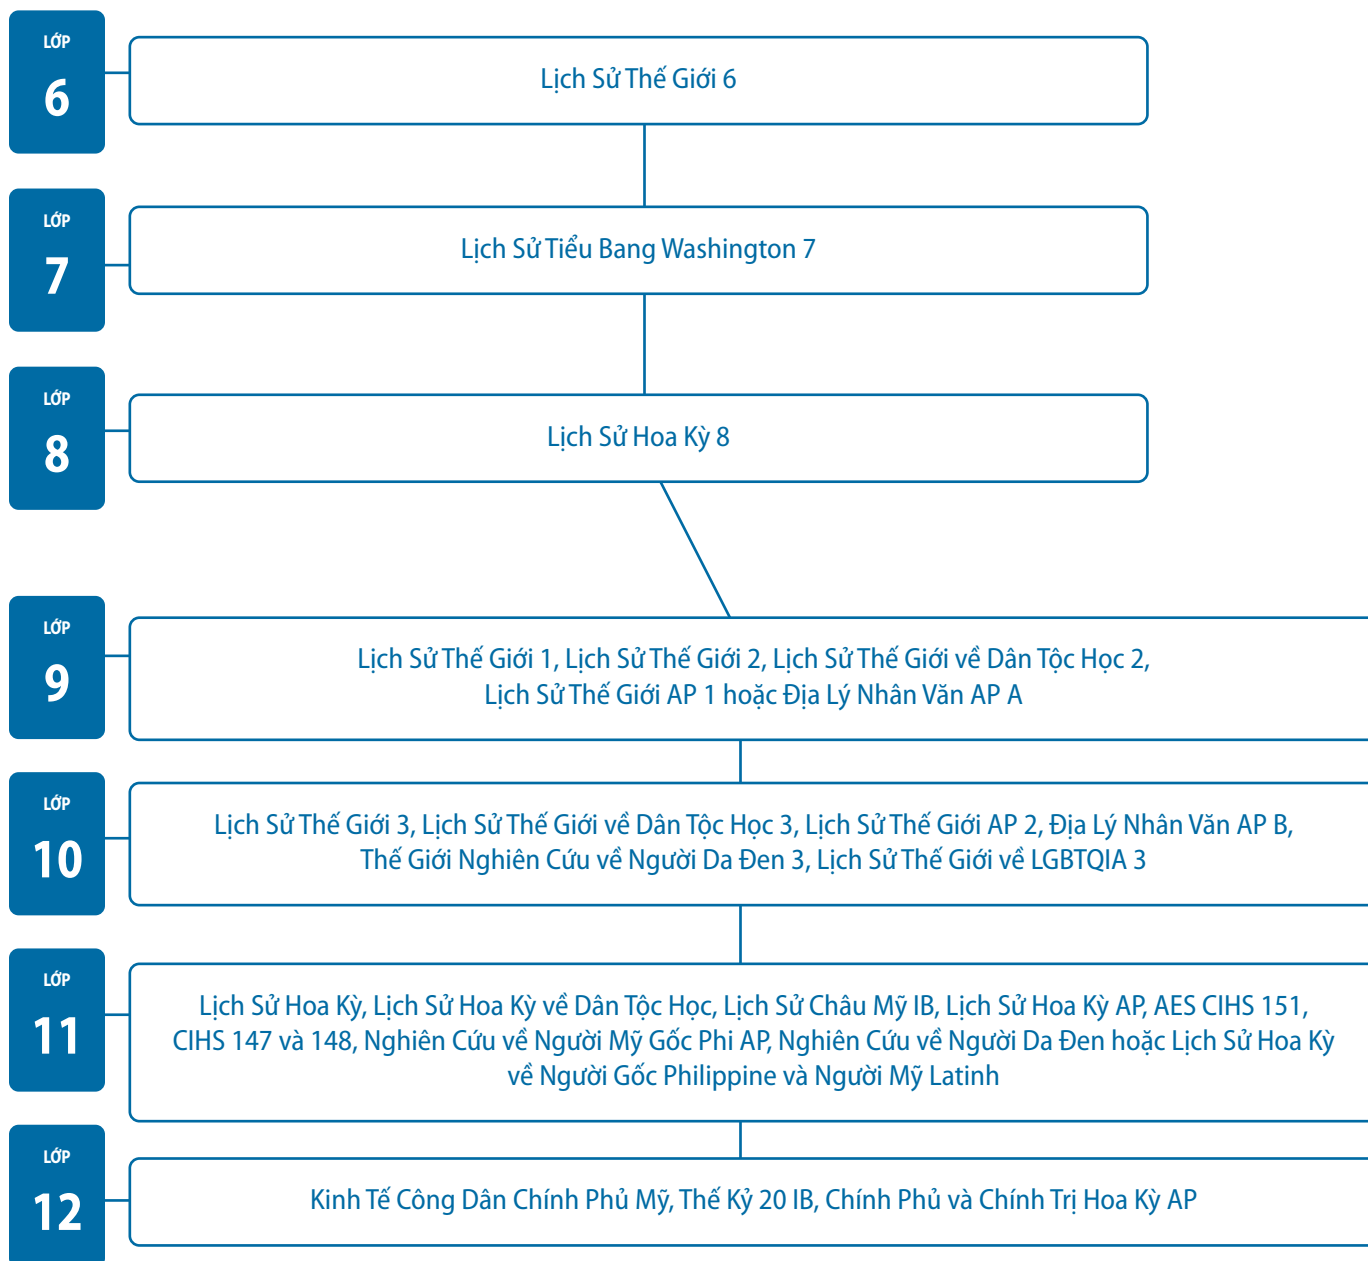 LỚP
6
Lịch Sử Thế Giới 6
LỚP
7
Lịch Sử Tiểu Bang Washington 7
LỚP
8
Lịch Sử Hoa Kỳ 8
LỚP
9
Lịch Sử Thế Giới 1, Lịch Sử Thế Giới 2, Lịch Sử Thế Giới về Dân Tộc Học 2,
Lịch Sử Thế Giới AP 1 hoặc Địa Lý Nhân Văn AP A
LỚP
10
Lịch Sử Thế Giới 3, Lịch Sử Thế Giới về Dân Tộc Học 3, Lịch Sử Thế Giới AP 2, Địa Lý Nhân Văn AP B,
Thế Giới Nghiên Cứu về Người Da Đen 3, Lịch Sử Thế Giới về LGBTQIA 3
LỚP
11
Lịch Sử Hoa Kỳ, Lịch Sử Hoa Kỳ về Dân Tộc Học, Lịch Sử Châu Mỹ IB, Lịch Sử Hoa Kỳ AP, AES CIHS 151,
CIHS 147 và 148, Nghiên Cứu về Người Mỹ Gốc Phi AP, Nghiên Cứu về Người Da Đen hoặc Lịch Sử Hoa Kỳ
về Người Gốc Philippine và Người Mỹ Latinh
LỚP
12
Kinh Tế Công Dân Chính Phủ Mỹ, Thế Kỷ 20 IB, Chính Phủ và Chính Trị Hoa Kỳ AP